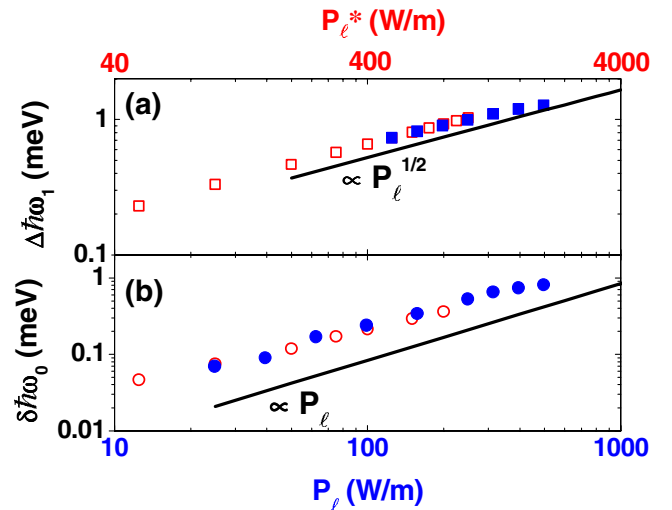 P_ℓ* (W/m)
40 400 4000
(a)
1
0.1
Δℏω_1 (meV)
∝ P_ℓ^1/2
(b)
1
0.1
0.01
δℏω_0 (meV)
∝ P_ℓ
10 100 1000
P_ℓ (W/m)